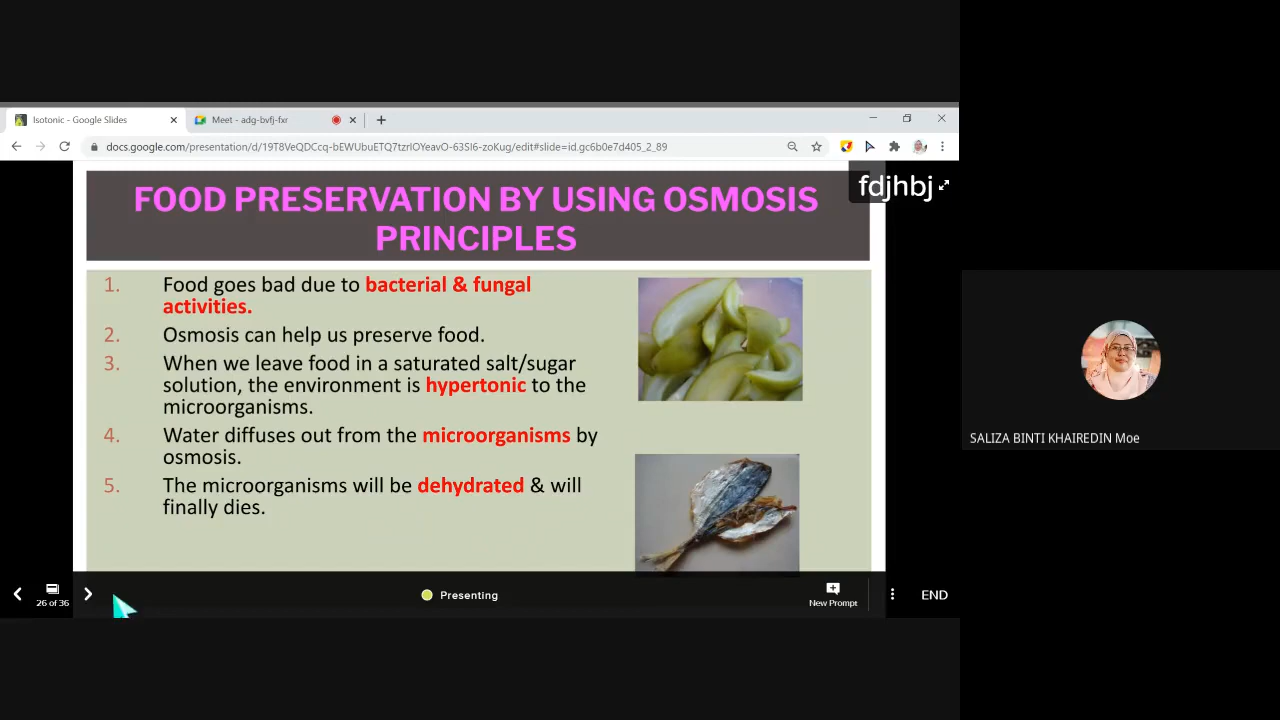 Isotonic - Google Slides
Meet - adg-bvfj-fxr
docs.google.com/presentation/d/19T8VeQDCcq-bEWUbuETQ7tzrIOYeavO-63SI6-zoKug/edit#slide=id.gc6b0e7d405_2_89
fdjhbj
FOOD PRESERVATION BY USING OSMOSIS
PRINCIPLES
1. Food goes bad due to bacterial & fungal
activities.
2. Osmosis can help us preserve food.
3. When we leave food in a saturated salt/sugar
solution, the environment is hypertonic to the
microorganisms.
4. Water diffuses out from the microorganisms by
osmosis.
5. The microorganisms will be dehydrated & will
finally dies.
SALIZA BINTI KHAIREDIN Moe
26 of 36
Presenting
New Prompt
END